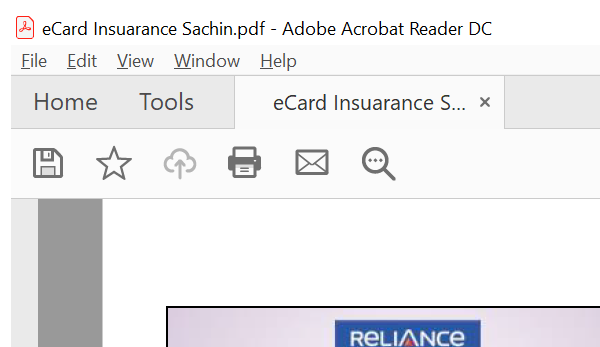 eCard Insuarance Sachin.pdf - Adobe Acrobat Reader DC
File Edit View Window Help
Home Tools eCard Insuarance S... ×
RELIANCE